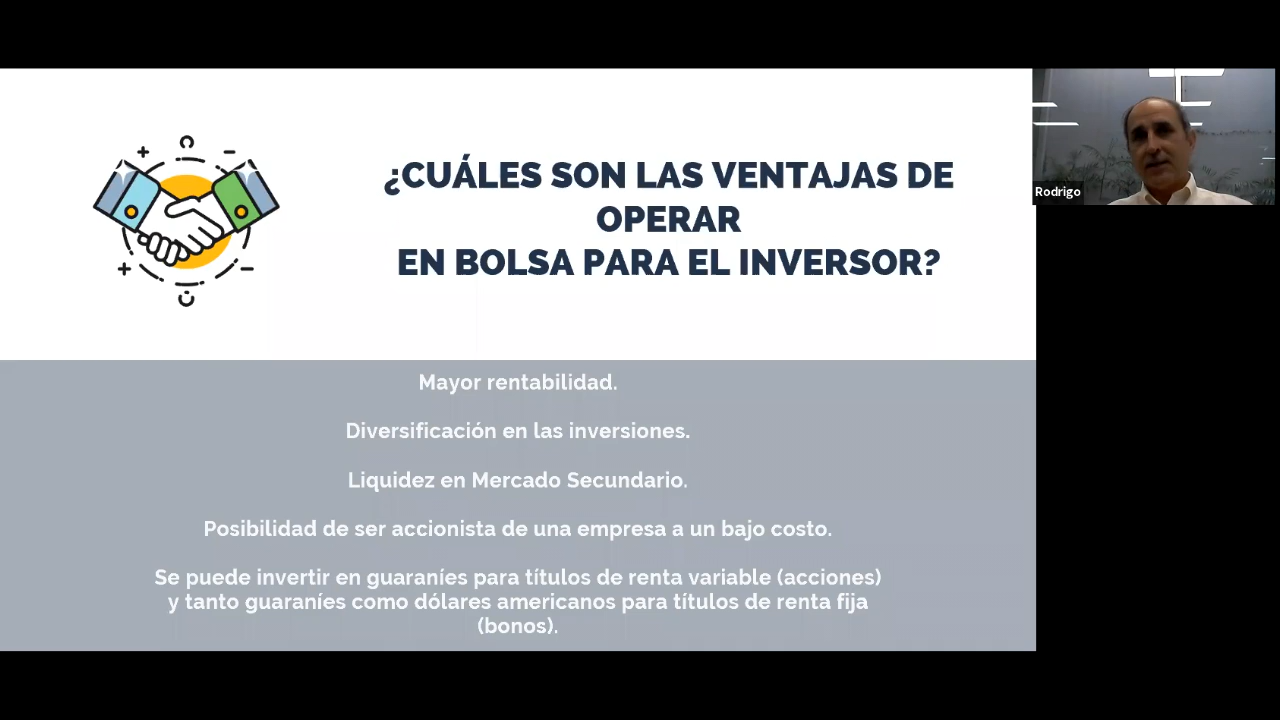 ¿CUÁLES SON LAS VENTAJAS DE
OPERAR
EN BOLSA PARA EL INVERSOR?
Rodrigo
Mayor rentabilidad.
Diversificación en las inversiones.
Liquidez en Mercado Secundario.
Posibilidad de ser accionista de una empresa a un bajo costo.
Se puede invertir en guaraníes para títulos de renta variable (acciones)
y tanto guaraníes como dólares americanos para títulos de renta fija
(bonos).